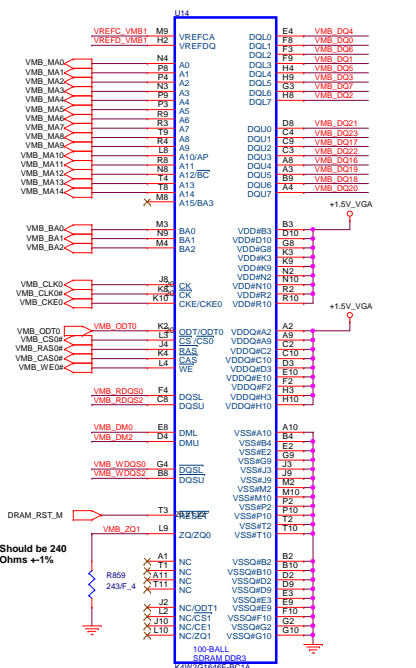 U14
VREFC_VMB1 M9 VREFCA
VREFD_VMB1 H2 VREFDQ
VMB_MA0 N4 A0
VMB_MA1 P8 A1
VMB_MA2 P4 A2
VMB_MA3 N3 A3
VMB_MA4 P9 A4
VMB_MA5 P3 A5
VMB_MA6 R9 A6
VMB_MA7 R3 A7
VMB_MA8 T9 A8
VMB_MA9 R4 A9
VMB_MA10 L8 A10/AP
VMB_MA11 R8 A11
VMB_MA12 N8 A12/BC
VMB_MA13 T4 A13
VMB_MA14 T8 A14
M8 A15/BA3
VMB_BA0 M3 BA0
VMB_BA1 N9 BA1
VMB_BA2 M4 BA2
VMB_CLK0 J8 CK
VMB_CLK0# K8 CK
VMB_CKE0 K10 CKE/CKE0
VMB_ODT0 VMB_ODT0 K2 ODT/ODT0
VMB_CS0# L3 CS /CS0
VMB_RAS0# J4 RAS
VMB_CAS0# K4 CAS
VMB_WE0# L4 WE
VMB_RDQS0 F4 DQSL
VMB_RDQS2 C8 DQSU
VMB_DM0 E8 DML
VMB_DM2 D4 DMU
VMB_WDQS0 G4 DQSL
VMB_WDQS2 B8 DQSU
DRAM_RST_M T3 RESET
VMB_ZQ1 L9 ZQ/ZQ0
Should be 240
Ohms +-1%
R859
243/F_4
A1 NC
T1 NC
A11 NC
T11 NC
J2 NC/ODT1
L2 NC/CS1
J10 NC/CE1
L10 NC/ZQ1
DQL0 E4 VMB_DQ4
DQL1 F8 VMB_DQ0
DQL2 F3 VMB_DQ6
DQL3 F9 VMB_DQ1
DQL4 H4 VMB_DQ5
DQL5 H9 VMB_DQ3
DQL6 G3 VMB_DQ7
DQL7 H8 VMB_DQ2
DQU0 D8 VMB_DQ21
DQU1 C4 VMB_DQ23
DQU2 C9 VMB_DQ17
DQU3 C3 VMB_DQ22
DQU4 A8 VMB_DQ16
DQU5 A3 VMB_DQ19
DQU6 B9 VMB_DQ18
DQU7 A4 VMB_DQ20
+1.5V_VGA
VDD#B3 B3
VDD#D10 D10
VDD#G8 G8
VDD#K3 K3
VDD#K9 K9
VDD#N2 N2
VDD#N10 N10
VDD#R2 R2
VDD#R10 R10
+1.5V_VGA
VDDQ#A2 A2
VDDQ#A9 A9
VDDQ#C2 C2
VDDQ#C10 C10
VDDQ#D3 D3
VDDQ#E10 E10
VDDQ#F2 F2
VDDQ#H3 H3
VDDQ#H10 H10
VSS#A10 A10
VSS#B4 B4
VSS#E2 E2
VSS#G9 G9
VSS#J3 J3
VSS#J9 J9
VSS#M2 M2
VSS#M10 M10
VSS#P2 P2
VSS#P10 P10
VSS#T2 T2
VSS#T10 T10
VSSQ#B2 B2
VSSQ#B10 B10
VSSQ#D2 D2
VSSQ#D9 D9
VSSQ#E3 E3
VSSQ#E9 E9
VSSQ#F10 F10
VSSQ#G2 G2
VSSQ#G10 G10
100-BALL
SDRAM DDR3
K4W2G1646E-BC1A